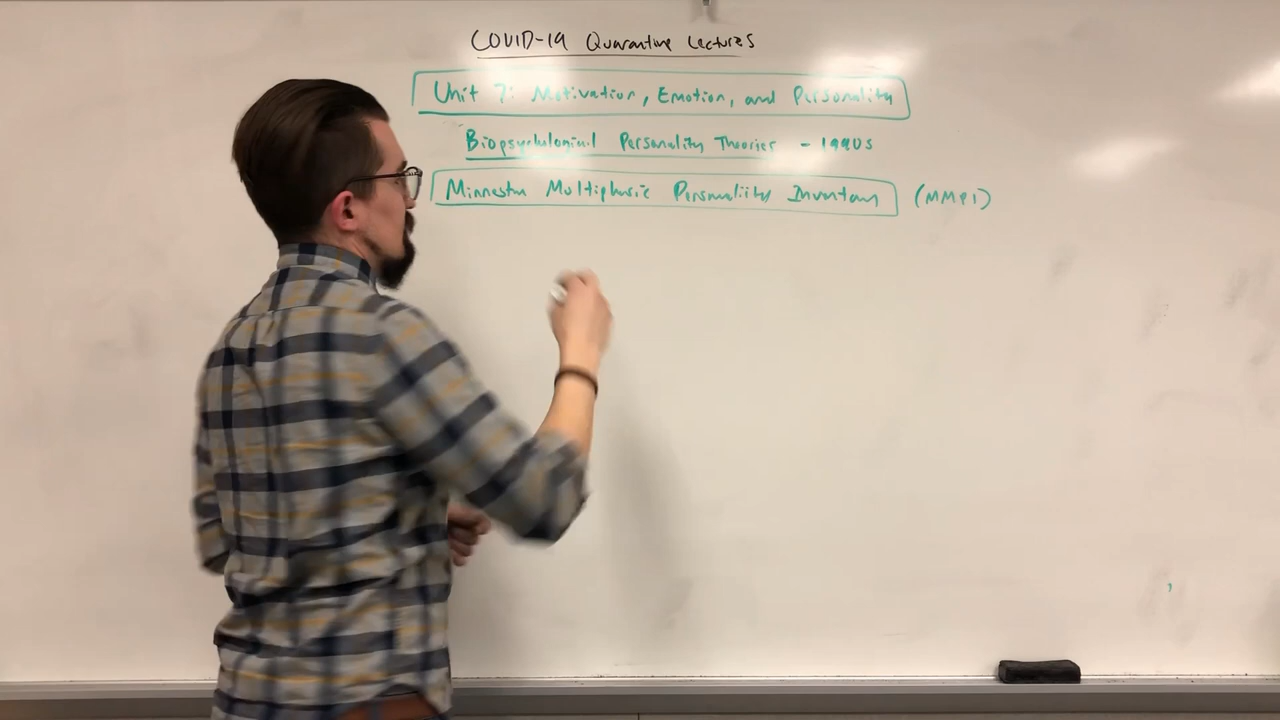 COVID-19 Quarantine Lectures
Unit 7: Motivation, Emotion, and Personality
Biopsychological Personality Theories - 1990s
Minnesota Multiphasic Personality Inventory (MMPI)